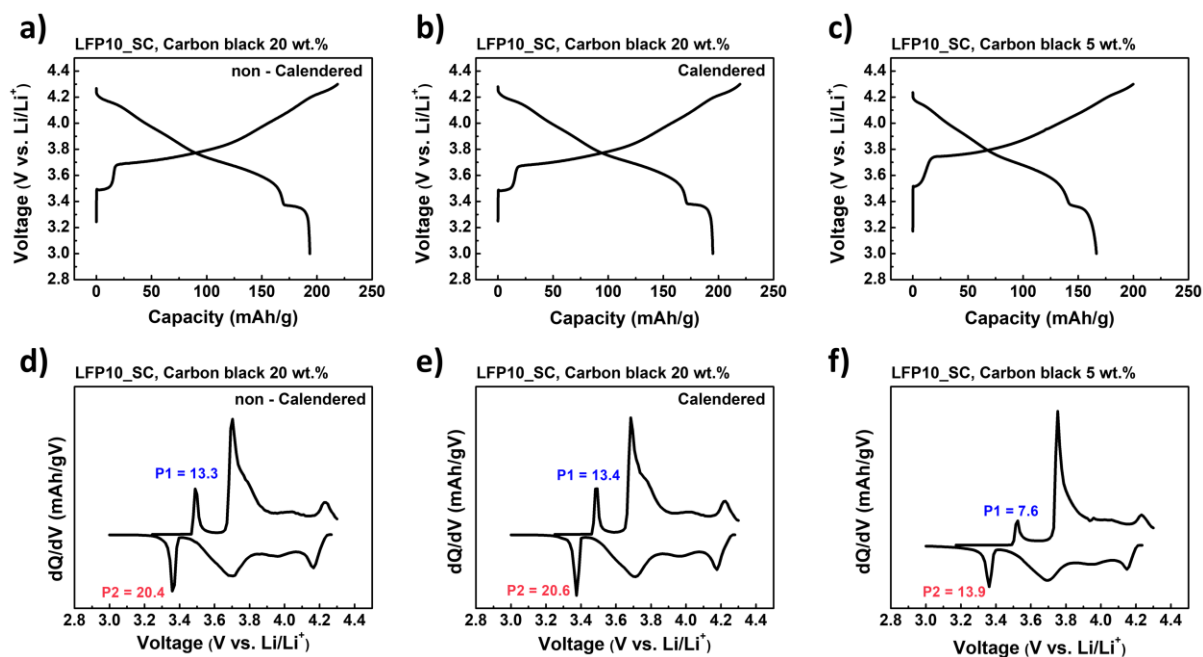 a)
LFP10_SC, Carbon black 20 wt.%
non - Calendered
4.4
4.2
4.0
3.8
3.6
3.4
3.2
3.0
2.8
Voltage (V vs. Li/Li⁺)
0 50 100 150 200 250
Capacity (mAh/g)
b)
LFP10_SC, Carbon black 20 wt.%
Calendered
4.4
4.2
4.0
3.8
3.6
3.4
3.2
3.0
2.8
Voltage (V vs. Li/Li⁺)
0 50 100 150 200 250
Capacity (mAh/g)
c)
LFP10_SC, Carbon black 5 wt.%
4.4
4.2
4.0
3.8
3.6
3.4
3.2
3.0
2.8
Voltage (V vs. Li/Li⁺)
0 50 100 150 200 250
Capacity (mAh/g)
d)
LFP10_SC, Carbon black 20 wt.%
non - Calendered
P1 = 13.3
P2 = 20.4
dQ/dV (mAh/gV)
2.8 3.0 3.2 3.4 3.6 3.8 4.0 4.2 4.4
Voltage (V vs. Li/Li⁺)
e)
LFP10_SC, Carbon black 20 wt.%
Calendered
P1 = 13.4
P2 = 20.6
dQ/dV (mAh/gV)
2.8 3.0 3.2 3.4 3.6 3.8 4.0 4.2 4.4
Voltage (V vs. Li/Li⁺)
f)
LFP10_SC, Carbon black 5 wt.%
P1 = 7.6
P2 = 13.9
dQ/dV (mAh/gV)
2.8 3.0 3.2 3.4 3.6 3.8 4.0 4.2 4.4
Voltage (V vs. Li/Li⁺)